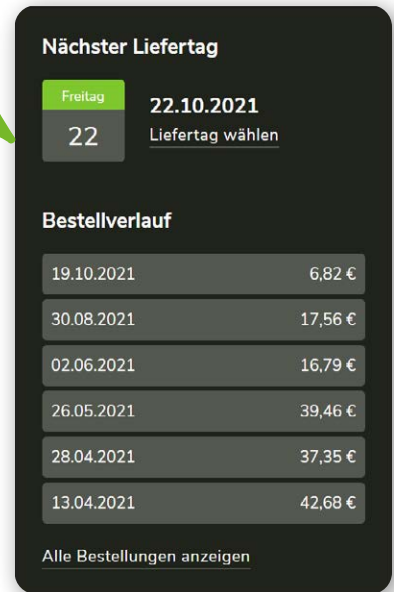 Nächster Liefertag
Freitag
22
22.10.2021
Liefertag wählen
Bestellverlauf
19.10.2021 6,82 €
30.08.2021 17,56 €
02.06.2021 16,79 €
26.05.2021 39,46 €
28.04.2021 37,35 €
13.04.2021 42,68 €
Alle Bestellungen anzeigen